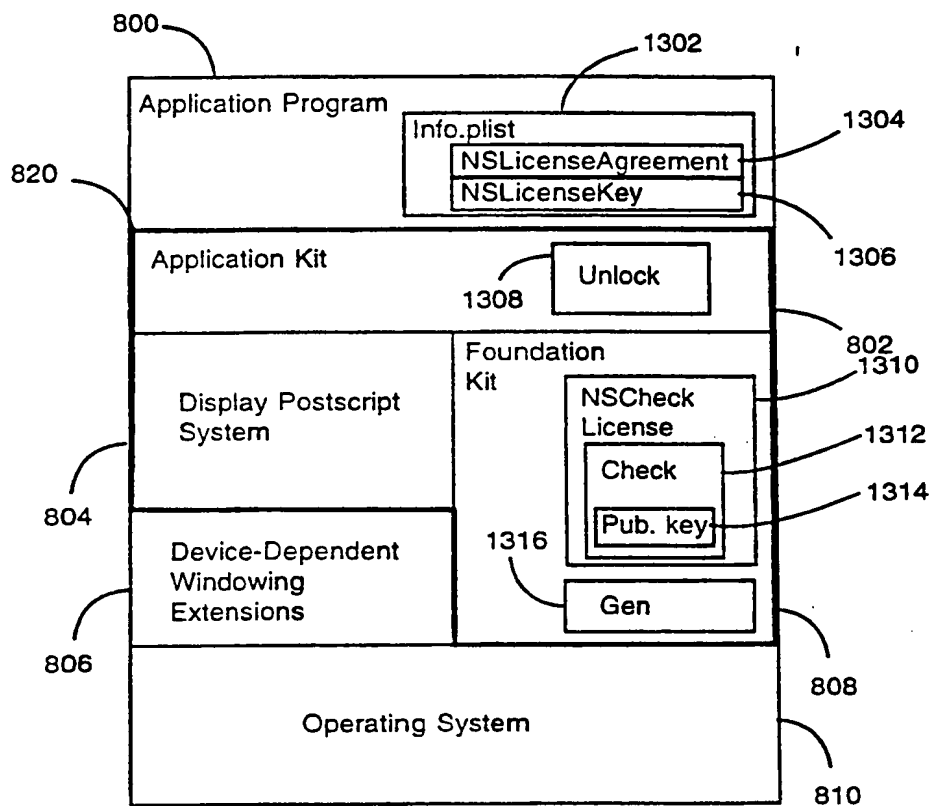 800
1302
Application Program
Info.plist
1304
NSLicenseAgreement
820
NSLicenseKey
Application Kit
1306
Unlock
1308
802
Foundation
Kit
1310
NSCheck
License
Display Postscript
System
1312
Check
1314
804
Pub. key
1316
Device-Dependent
Windowing
Extensions
Gen
806
808
Operating System
810